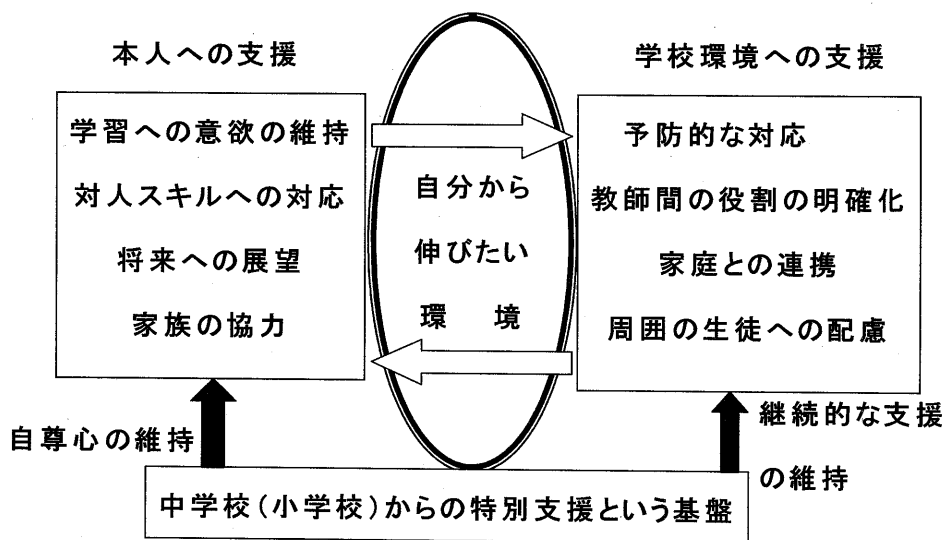 本人への支援
学習への意欲の維持
対人スキルへの対応
将来への展望
家族の協力
自分から
伸びたい
環　境
学校環境への支援
予防的な対応
教師間の役割の明確化
家庭との連携
周囲の生徒への配慮
自尊心の維持
継続的な支援
の維持
中学校（小学校）からの特別支援という基盤